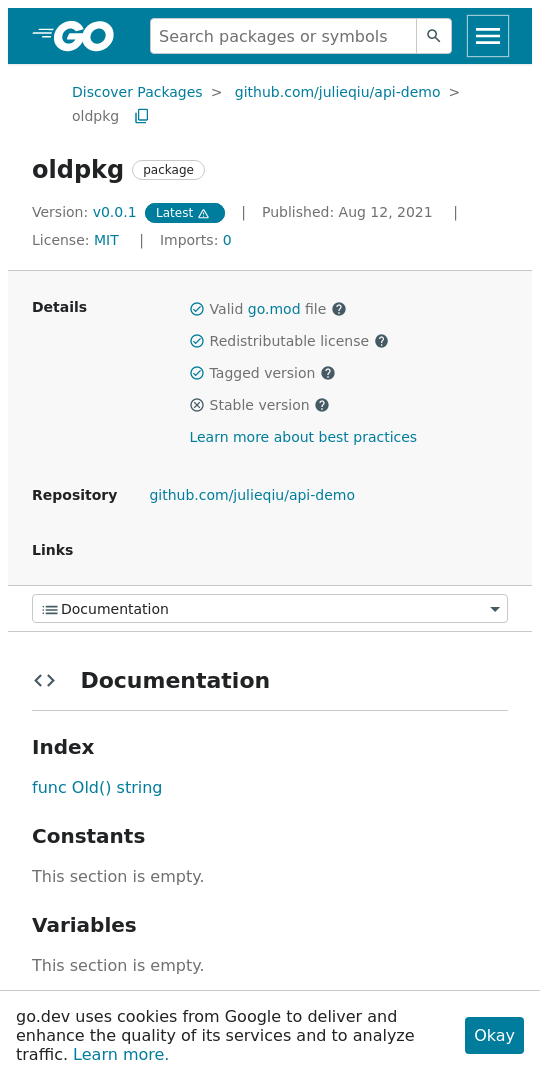 GO
Search packages or symbols
Discover Packages > github.com/julieqiu/api-demo >
oldpkg
oldpkg package
Version: v0.0.1 Latest | Published: Aug 12, 2021 |
License: MIT | Imports: 0
Details
Valid go.mod file ?
Redistributable license ?
Tagged version ?
Stable version ?
Learn more about best practices
Repository github.com/julieqiu/api-demo
Links
Documentation
Documentation
Index
func Old() string
Constants
This section is empty.
Variables
This section is empty.
go.dev uses cookies from Google to deliver and
enhance the quality of its services and to analyze
traffic. Learn more.
Okay